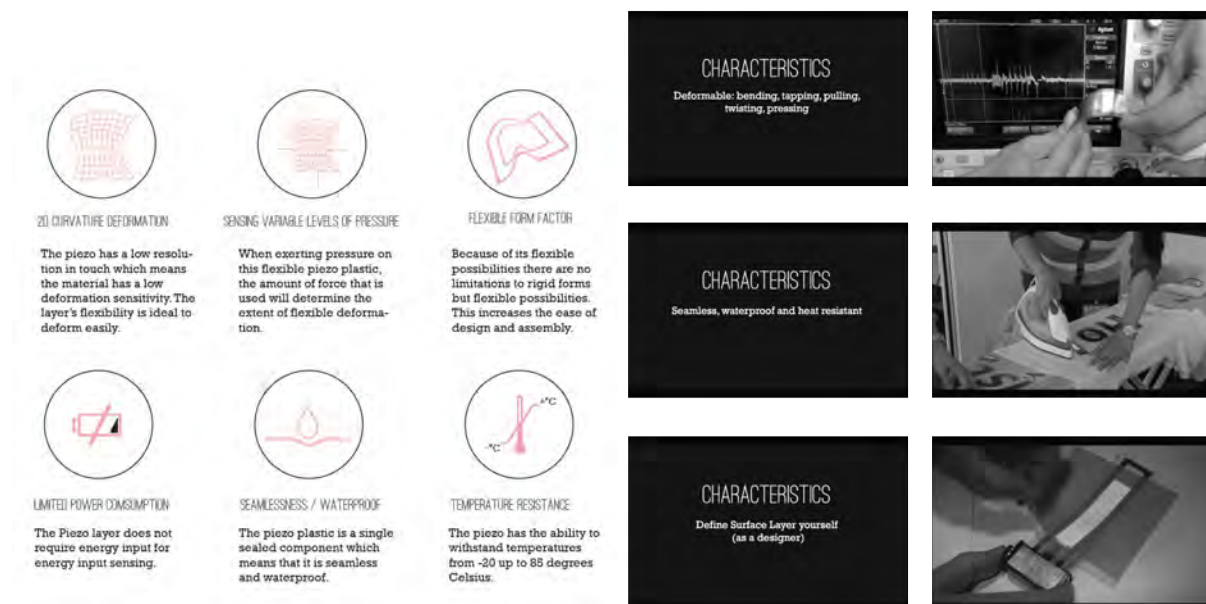 2D CURVATURE DEFORMATION
The piezo has a low resolu-
tion in touch which means
the material has a low
deformation sensitivity. The
layer's flexibility is ideal to
deform easily.
SENSING VARIABLE LEVELS OF PRESSURE
When exerting pressure on
this flexible piezo plastic,
the amount of force that is
used will determine the
extent of flexible deforma-
tion.
FLEXIBLE FORM FACTOR
Because of its flexible
possibilities there are no
limitations to rigid forms
but flexible possibilities.
This increases the ease of
design and assembly.
LIMITED POWER COMSUMPTION
The Piezo layer does not
require energy input for
energy input sensing.
SEAMLESSNESS / WATERPROOF
The piezo plastic is a single
sealed component which
means that it is seamless
and waterproof.
+°C
-°C
TEMPERATURE RESISTANCE
The piezo has the ability to
withstand temperatures
from -20 up to 85 degrees
Celsius.
CHARACTERISTICS
Deformable: bending, tapping, pulling,
twisting, pressing
Agilent
CHARACTERISTICS
Seamless, waterproof and heat resistant
CHARACTERISTICS
Define Surface Layer yourself
(as a designer)